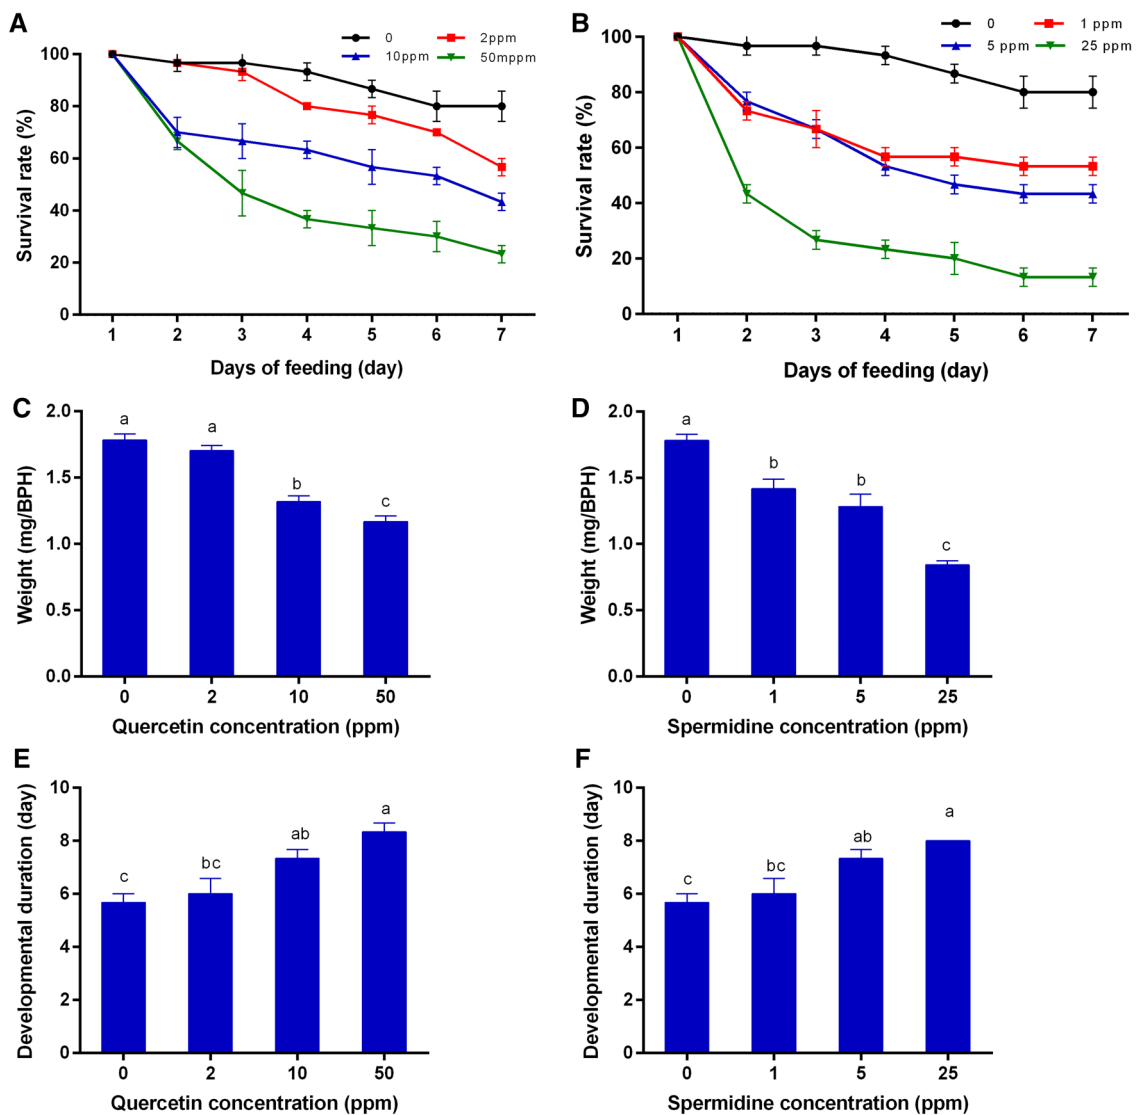 A
0
2ppm
10ppm
50mppm
Survival rate (%)
100
80
60
40
20
0
1 2 3 4 5 6 7
Days of feeding (day)
B
0
1 ppm
5 ppm
25 ppm
Survival rate (%)
100
80
60
40
20
0
1 2 3 4 5 6 7
Days of feeding (day)
C
Weight (mg/BPH)
2.0
1.5
1.0
0.5
0.0
a
a
b
c
0 2 10 50
Quercetin concentration (ppm)
D
Weight (mg/BPH)
2.0
1.5
1.0
0.5
0.0
a
b
b
c
0 1 5 25
Spermidine concentration (ppm)
E
Developmental duration (day)
10
8
6
4
2
0
c
bc
ab
a
0 2 10 50
Quercetin concentration (ppm)
F
Developmental duration (day)
10
8
6
4
2
0
c
bc
ab
a
0 1 5 25
Spermidine concentration (ppm)